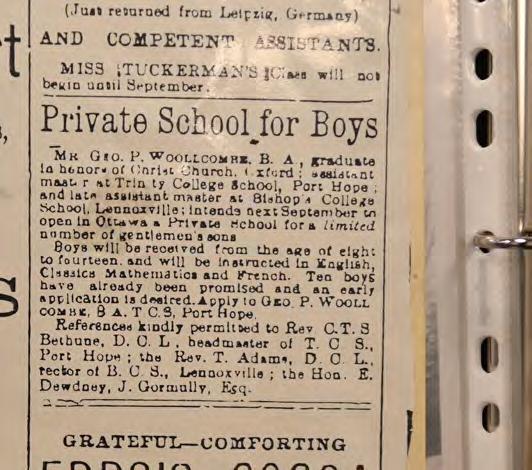 (Just returned from Leipzig, Germany)
AND COMPETENT ASSISTANTS.
MISS TUCKERMAN'S Class will not
begin until September.
Private School for Boys
MR GEO. P. WOOLLCOMBE, B. A., graduate
in honors of Christ Church, Oxford; assistant
master at Trinity College School, Port Hope;
and late assistant master at Bishop's College
School, Lennoxville; intends next September to
open in Ottawa a Private School for a limited
number of gentlemen's sons
Boys will be received from the age of eight
to fourteen. and will be instructed in English,
Classics Mathematics and French. Ten boys
have already been promised and an early
application is desired. Apply to GEO. P. WOOLL
COMBE, B A T C S, Port Hope.
References kindly permitted to Rev C.T. S
Bethune, D. C. L, headmaster of T. C S.,
Port Hope; the Rev. T. Adams, D. C. L.,
rector of B. C. S., Lennoxville; the Hon. E.
Dewdney, J. Gormully, Esq.
GRATEFUL—COMFORTING
EPPS'S COCOA